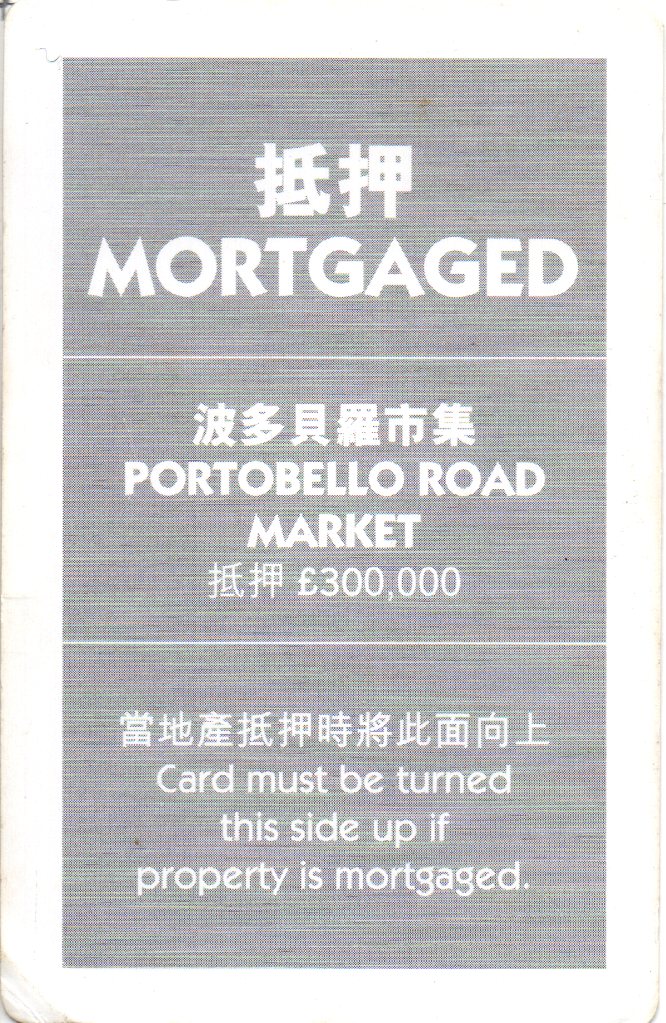 抵押
MORTGAGED
波多貝羅市集
PORTOBELLO ROAD
MARKET
抵押 £300,000
當地產抵押時將此面向上
Card must be turned
this side up if
property is mortgaged.